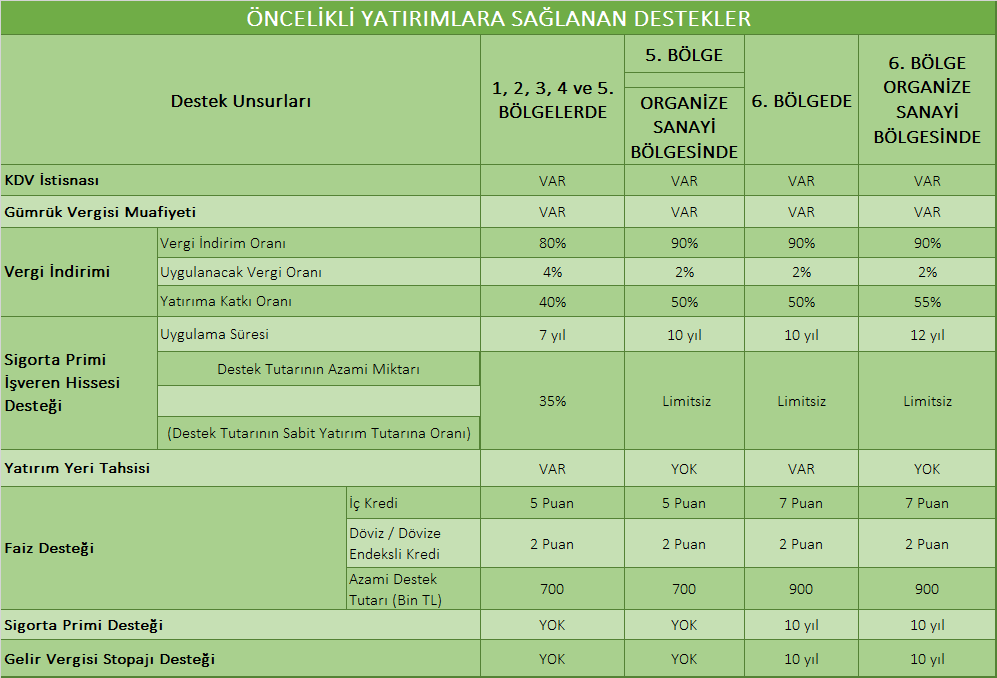 ÖNCELİKLİ YATIRIMLARA SAĞLANAN DESTEKLER
Destek Unsurları
1, 2, 3, 4 ve 5.
BÖLGELERDE
5. BÖLGE
ORGANİZE
SANAYİ
BÖLGESİNDE
6. BÖLGEDE
6. BÖLGE
ORGANİZE
SANAYİ
BÖLGESİNDE
KDV İstisnası VAR VAR VAR VAR
Gümrük Vergisi Muafiyeti VAR VAR VAR VAR
Vergi İndirimi
Vergi İndirim Oranı 80% 90% 90% 90%
Uygulanacak Vergi Oranı 4% 2% 2% 2%
Yatırıma Katkı Oranı 40% 50% 50% 55%
Sigorta Primi
İşveren Hissesi
Desteği
Uygulama Süresi 7 yıl 10 yıl 10 yıl 12 yıl
Destek Tutarının Azami Miktarı
(Destek Tutarının Sabit Yatırım Tutarına Oranı)
35% Limitsiz Limitsiz Limitsiz
Yatırım Yeri Tahsisi VAR YOK VAR YOK
Faiz Desteği
İç Kredi 5 Puan 5 Puan 7 Puan 7 Puan
Döviz / Dövize
Endeksli Kredi
2 Puan 2 Puan 2 Puan 2 Puan
Azami Destek
Tutarı (Bin TL)
700 700 900 900
Sigorta Primi Desteği YOK YOK 10 yıl 10 yıl
Gelir Vergisi Stopajı Desteği YOK YOK 10 yıl 10 yıl